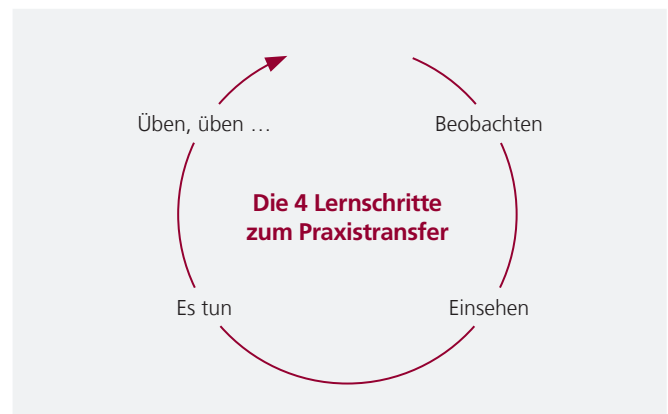 Üben, üben …
Beobachten
Die 4 Lernschritte
zum Praxistransfer
Es tun
Einsehen